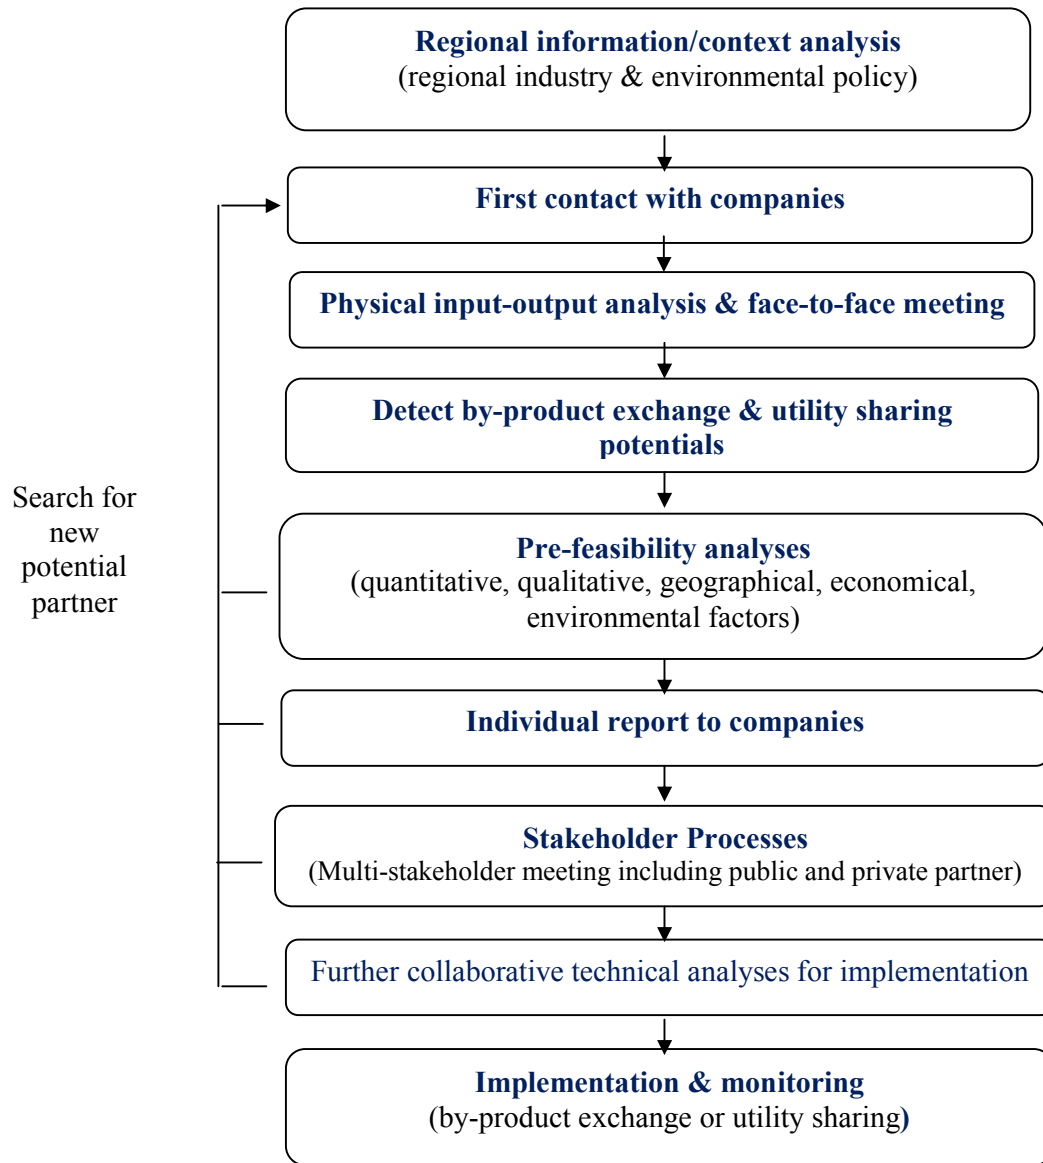 Regional information/context analysis
(regional industry & environmental policy)
First contact with companies
Physical input-output analysis & face-to-face meeting
Detect by-product exchange & utility sharing
potentials
Search for
new
potential
partner
Pre-feasibility analyses
(quantitative, qualitative, geographical, economical,
environmental factors)
Individual report to companies
Stakeholder Processes
(Multi-stakeholder meeting including public and private partner)
Further collaborative technical analyses for implementation
Implementation & monitoring
(by-product exchange or utility sharing)